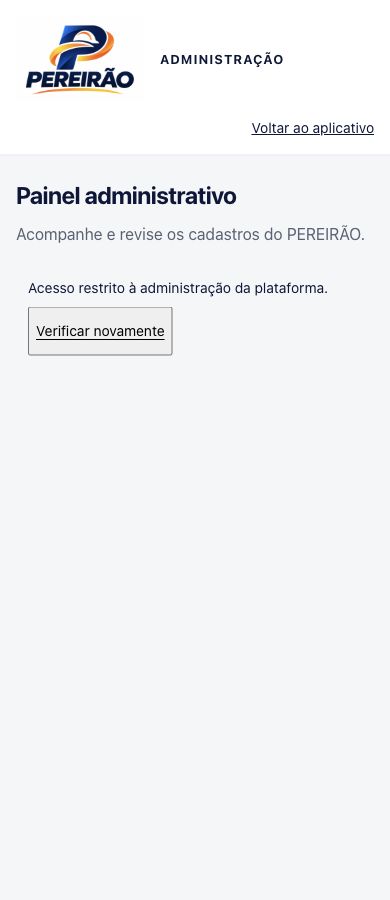 PEREIRÃO
ADMINISTRAÇÃO
Voltar ao aplicativo
Painel administrativo
Acompanhe e revise os cadastros do PEREIRÃO.
Acesso restrito à administração da plataforma.
Verificar novamente